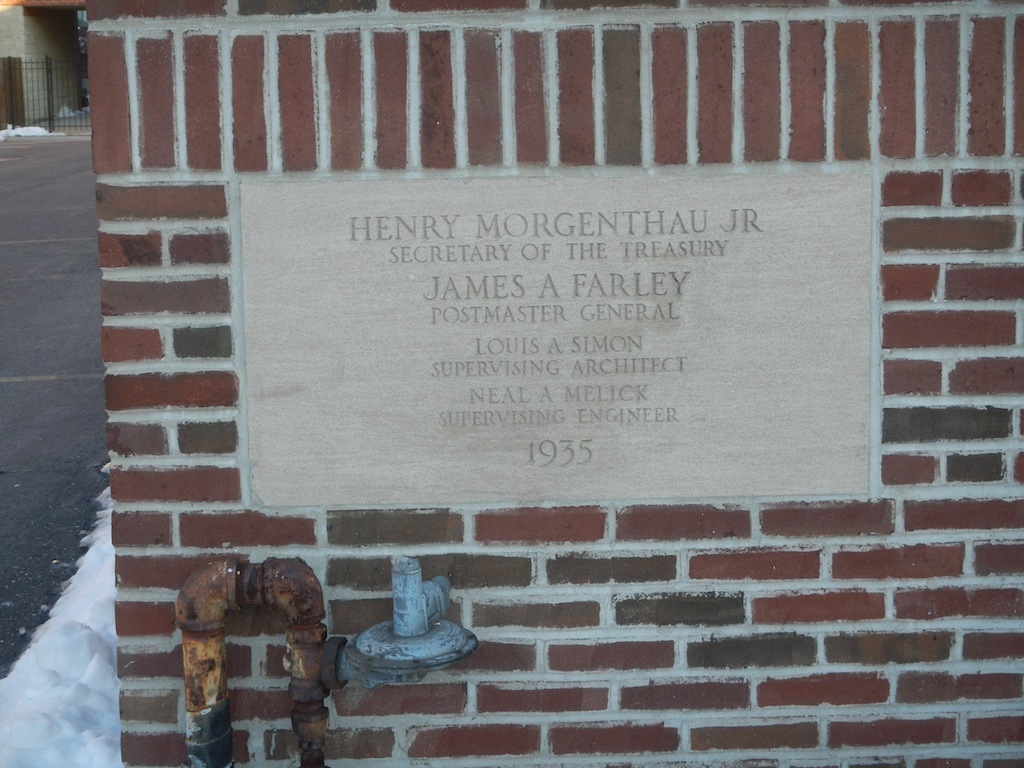 HENRY MORGENTHAU JR
SECRETARY OF THE TREASURY
JAMES A FARLEY
POSTMASTER GENERAL
LOUIS A SIMON
SUPERVISING ARCHITECT
NEAL A MELICK
SUPERVISING ENGINEER
1935